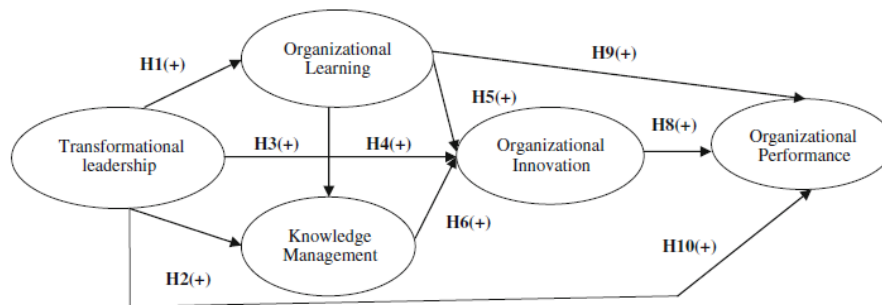 Organizational
Learning
H1(+)
H9(+)
H5(+)
Transformational
leadership
H3(+)
H4(+)
Organizational
Innovation
H8(+)
Organizational
Performance
H6(+)
Knowledge
Management
H2(+)
H10(+)